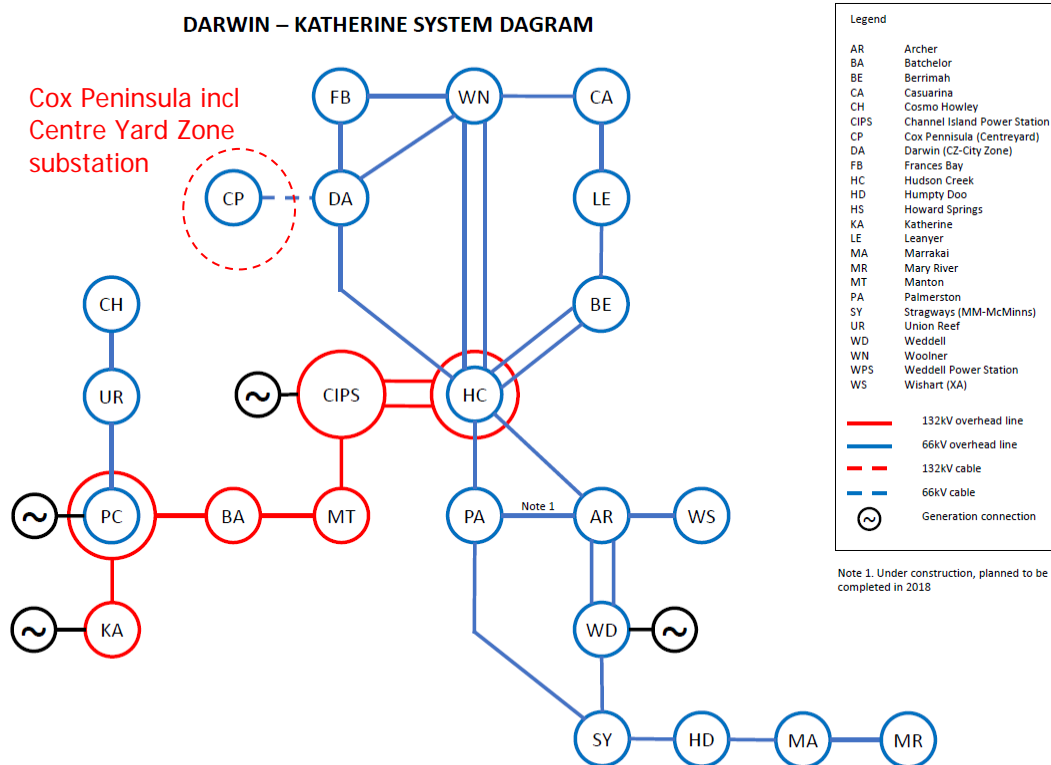 DARWIN – KATHERINE SYSTEM DAGRAM
Cox Peninsula incl
Centre Yard Zone
substation
FB
WN
CA
CP
DA
LE
CH
BE
UR
CIPS
HC
PC
BA
MT
PA
Note 1
AR
WS
KA
WD
SY
HD
MA
MR
~
~
~
~
Legend
AR Archer
BA Batchelor
BE Berrimah
CA Casuarina
CH Cosmo Howley
CIPS Channel Island Power Station
CP Cox Pennisula (Centreyard)
DA Darwin (CZ-City Zone)
FB Frances Bay
HC Hudson Creek
HD Humpty Doo
HS Howard Springs
KA Katherine
LE Leanyer
MA Marrakai
MR Mary River
MT Manton
PA Palmerston
SY Stragways (MM-McMinns)
UR Union Reef
WD Weddell
WN Woolner
WPS Weddell Power Station
WS Wishart (XA)
132kV overhead line
66kV overhead line
132kV cable
66kV cable
~ Generation connection
Note 1. Under construction, planned to be
completed in 2018